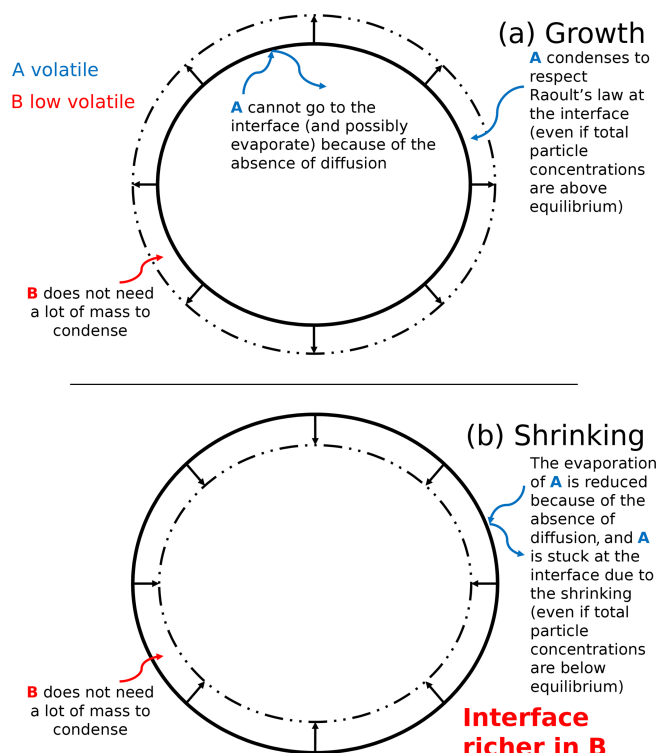 (a) Growth
A volatile
B low volatile
A condenses to
respect
Raoult's law at
the interface
(even if total
particle
concentrations
are above
equilibrium)
A cannot go to the
interface (and possibly
evaporate) because of the
absence of diffusion
B does not need
a lot of mass to
condense
(b) Shrinking
The evaporation
of A is reduced
because of the
absence of
diffusion, and A
is stuck at the
interface due to
the shrinking
(even if total
particle
concentrations
are below
equilibrium)
B does not need
a lot of mass to
condense
Interface
richer in B